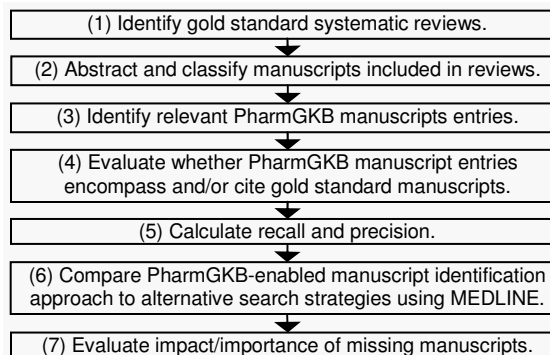 (1) Identify gold standard systematic reviews.
(2) Abstract and classify manuscripts included in reviews.
(3) Identify relevant PharmGKB manuscripts entries.
(4) Evaluate whether PharmGKB manuscript entries
encompass and/or cite gold standard manuscripts.
(5) Calculate recall and precision.
(6) Compare PharmGKB-enabled manuscript identification
approach to alternative search strategies using MEDLINE.
(7) Evaluate impact/importance of missing manuscripts.